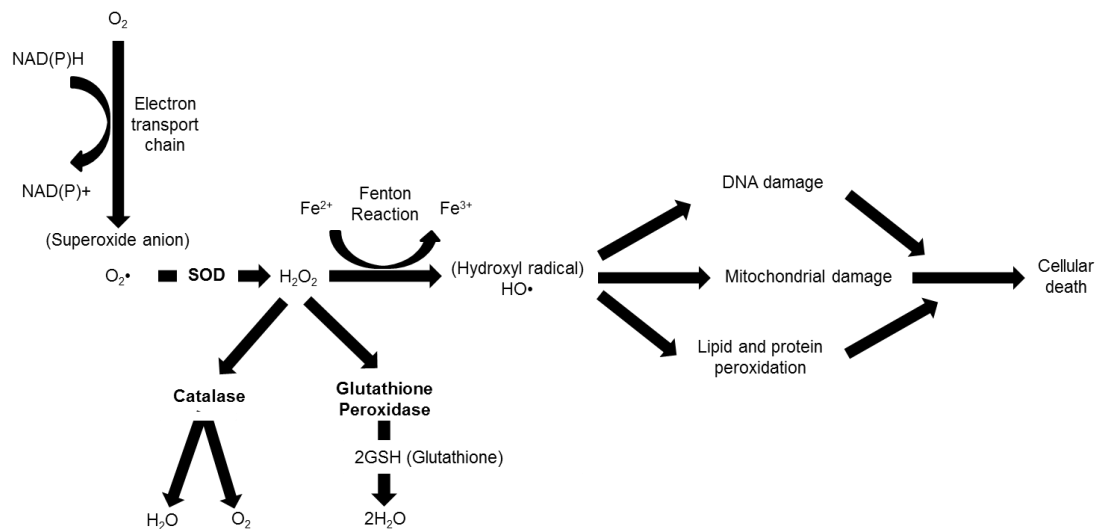 O₂
NAD(P)H
Electron
transport
chain
NAD(P)+
(Superoxide anion)
O₂•
SOD
H₂O₂
Fe²⁺
Fenton
Reaction
Fe³⁺
(Hydroxyl radical)
HO•
DNA damage
Mitochondrial damage
Lipid and protein
peroxidation
Cellular
death
Catalase
H₂O
O₂
Glutathione
Peroxidase
2GSH (Glutathione)
2H₂O